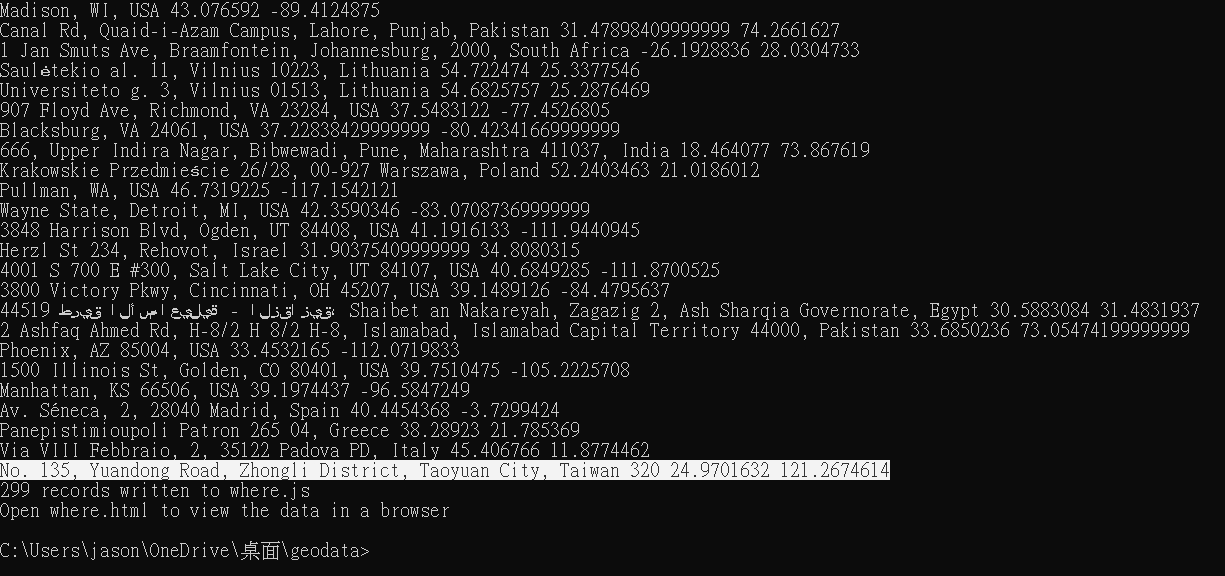 Madison, WI, USA 43.076592 -89.4124875
Canal Rd, Quaid-i-Azam Campus, Lahore, Punjab, Pakistan 31.47898409999999 74.2661627
1 Jan Smuts Ave, Braamfontein, Johannesburg, 2000, South Africa -26.1928836 28.0304733
Saulėtekio al. 11, Vilnius 10223, Lithuania 54.722474 25.3377546
Universiteto g. 3, Vilnius 01513, Lithuania 54.6825757 25.2876469
907 Floyd Ave, Richmond, VA 23284, USA 37.5483122 -77.4526805
Blacksburg, VA 24061, USA 37.22838429999999 -80.42341669999999
666, Upper Indira Nagar, Bibwewadi, Pune, Maharashtra 411037, India 18.464077 73.867619
Krakowskie Przedmieście 26/28, 00-927 Warszawa, Poland 52.2403463 21.0186012
Pullman, WA, USA 46.7319225 -117.1542121
Wayne State, Detroit, MI, USA 42.3590346 -83.07087369999999
3848 Harrison Blvd, Ogden, UT 84408, USA 41.1916133 -111.9440945
Herzl St 234, Rehovot, Israel 31.90375409999999 34.8080315
4001 S 700 E #300, Salt Lake City, UT 84107, USA 40.6849285 -111.8700525
3800 Victory Pkwy, Cincinnati, OH 45207, USA 39.1489126 -84.4795637
44519 طريق الأساعيلية - الزقازيق، Shaibet an Nakareyah, Zagazig 2, Ash Sharqia Governorate, Egypt 30.5883084 31.4831937
2 Ashfaq Ahmed Rd, H-8/2 H 8/2 H-8, Islamabad, Islamabad Capital Territory 44000, Pakistan 33.6850236 73.05474199999999
Phoenix, AZ 85004, USA 33.4532165 -112.0719833
1500 Illinois St, Golden, CO 80401, USA 39.7510475 -105.2225708
Manhattan, KS 66506, USA 39.1974437 -96.5847249
Av. Séneca, 2, 28040 Madrid, Spain 40.4454368 -3.7299424
Panepistimioupoli Patron 265 04, Greece 38.28923 21.785369
Via VIII Febbraio, 2, 35122 Padova PD, Italy 45.406766 11.8774462
No. 135, Yuandong Road, Zhongli District, Taoyuan City, Taiwan 320 24.9701632 121.2674614
299 records written to where.js
Open where.html to view the data in a browser
C:\Users\jason\OneDrive\桌面\geodata>